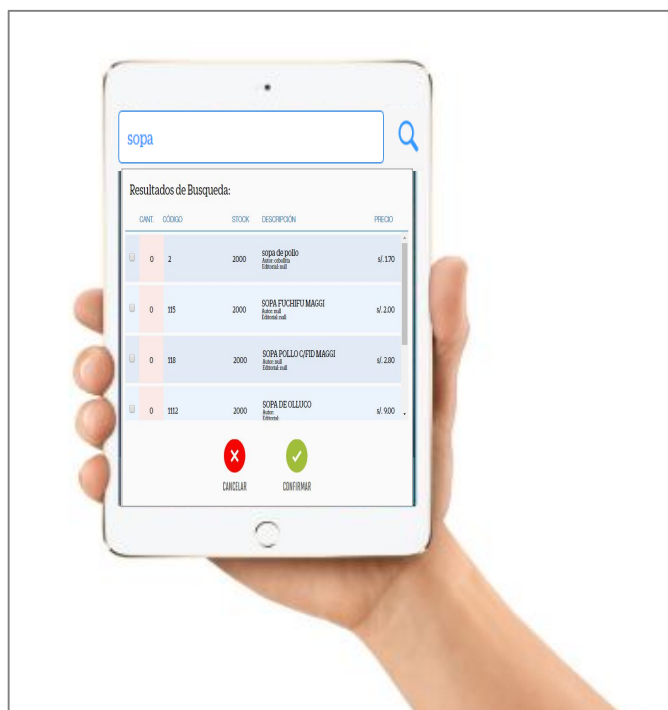 sopa
Resultados de Busqueda:
CANT. CÓDIGO STOCK DESCRIPCIÓN PRECIO
0 2 2000 sopa de pollo s/. 1.70
Autor: cebollita
Editorial: null
0 115 2000 SOPA FUCHIFU MAGGI s/. 2.00
Autor: null
Editorial: null
0 118 2000 SOPA POLLO C/FID MAGGI s/. 2.80
Autor: null
Editorial: null
0 1112 2000 SOPA DE OLLUCO s/. 9.00
Autor:
Editorial:
CANCELAR CONFIRMAR